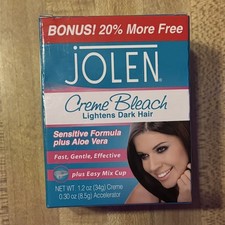 BONUS! 20% More Free
JOLEN®
Creme Bleach
Lightens Dark Hair
Sensitive Formula
plus Aloe Vera
Fast, Gentle, Effective
plus Easy Mix Cup
NET WT. 1.2 oz (34g) Creme
0.30 oz (8.5g) Accelerator